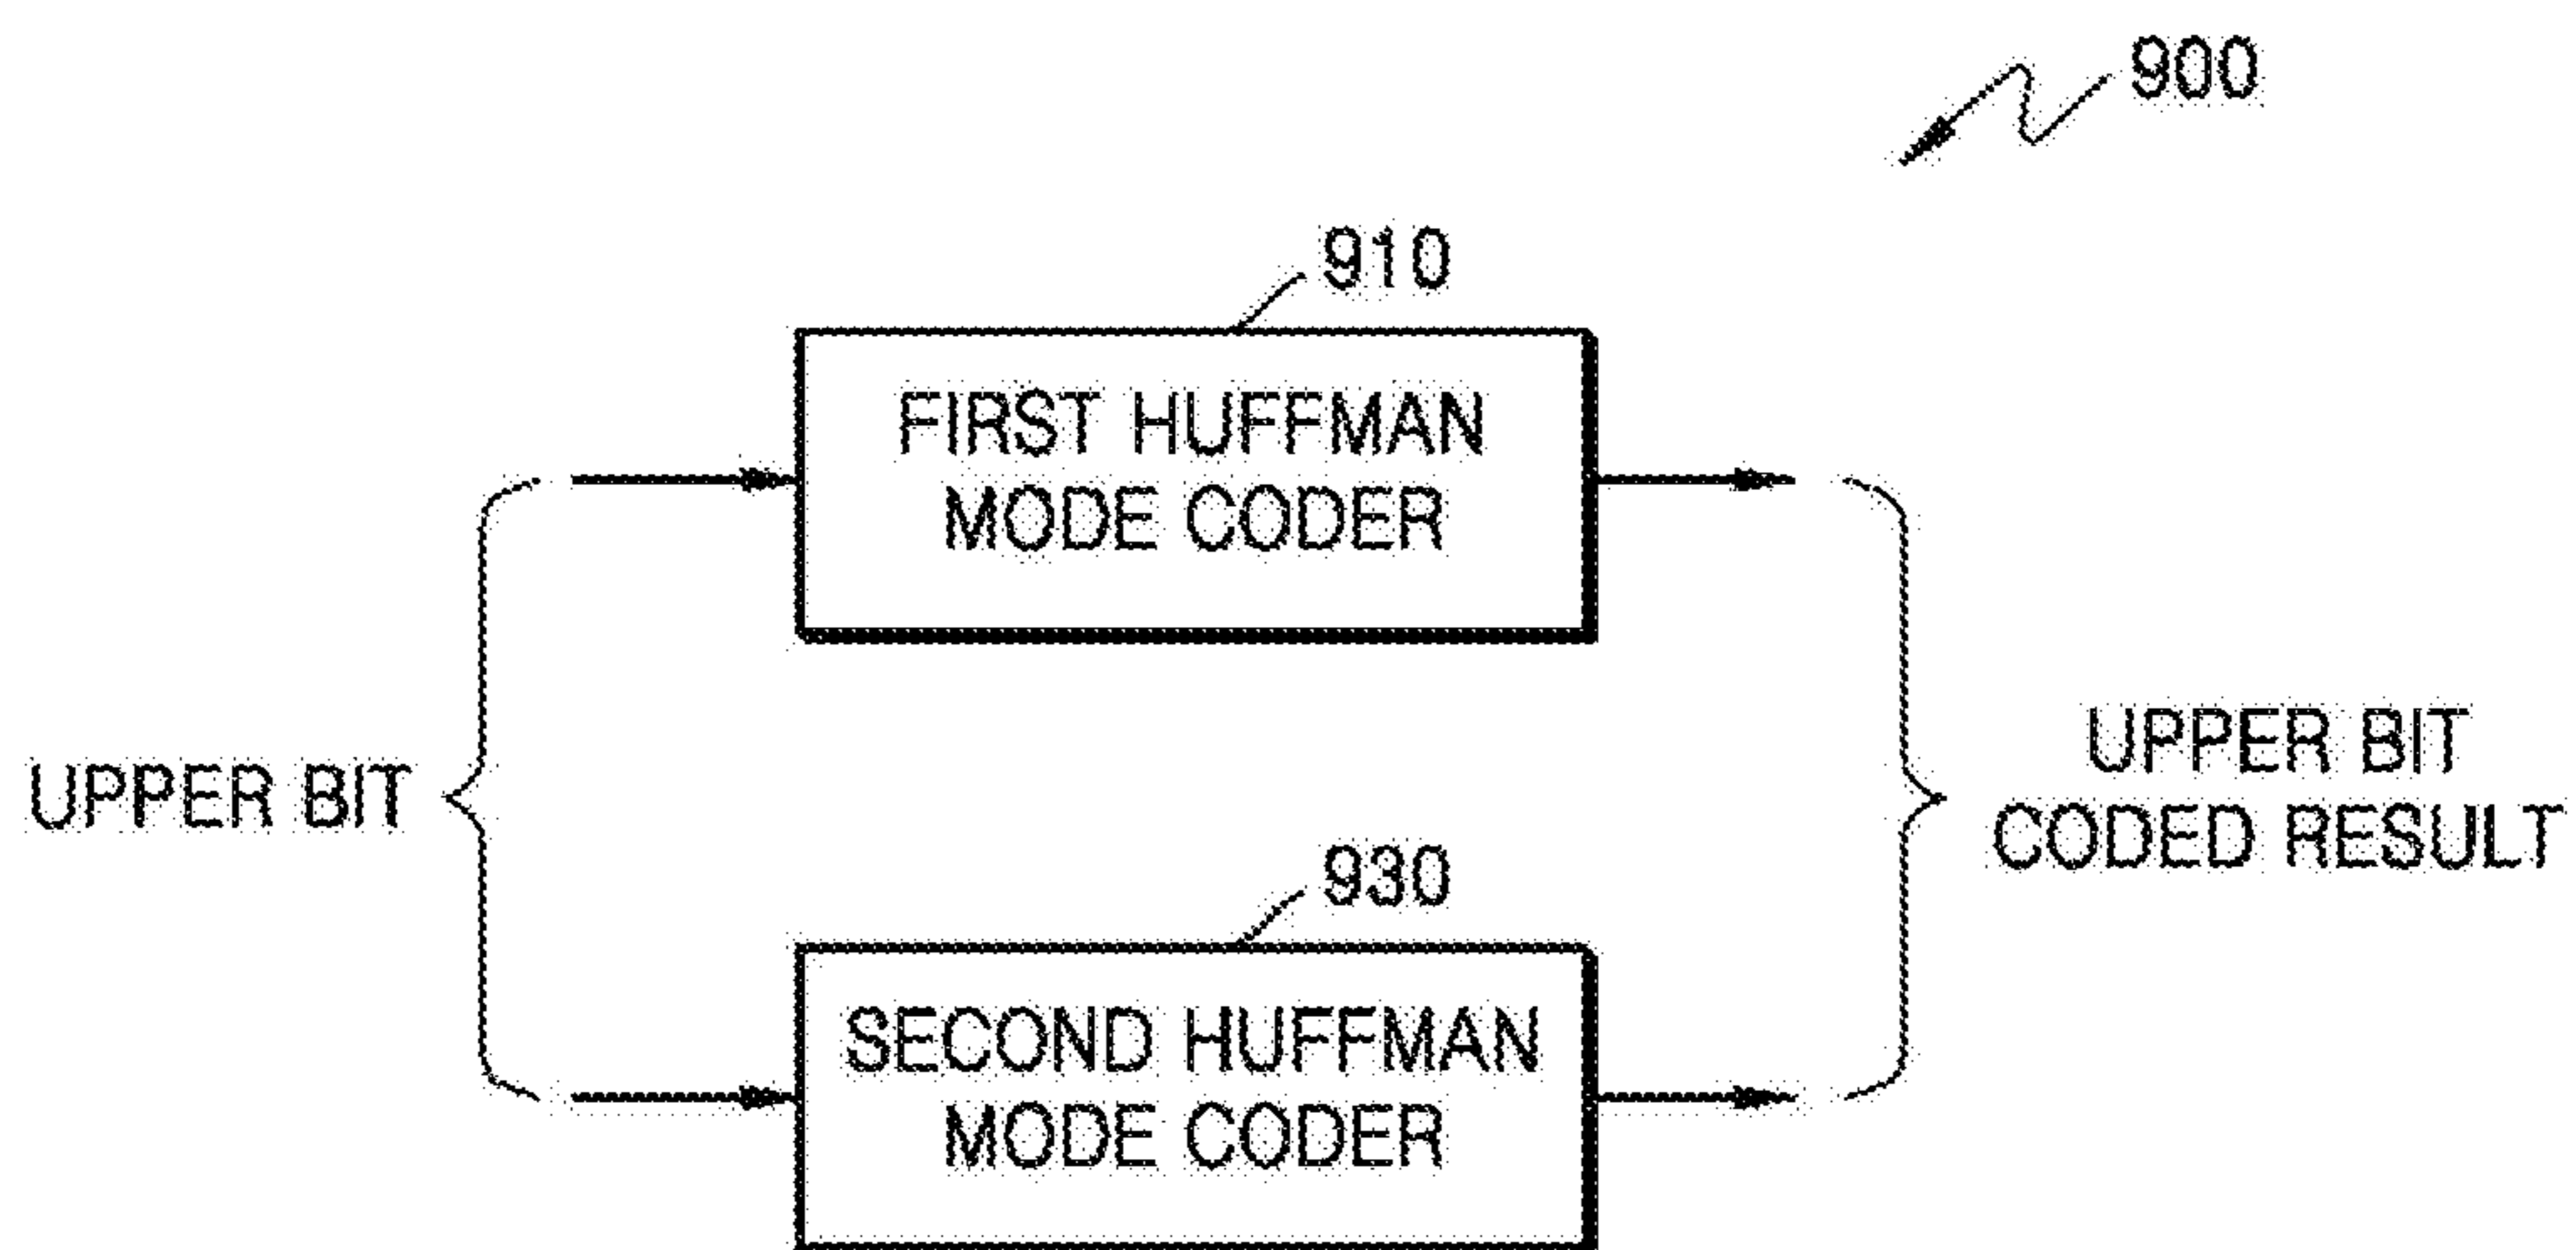 900
910
FIRST HUFFMAN
MODE CODER
UPPER BIT
UPPER BIT
CODED RESULT
930
SECOND HUFFMAN
MODE CODER